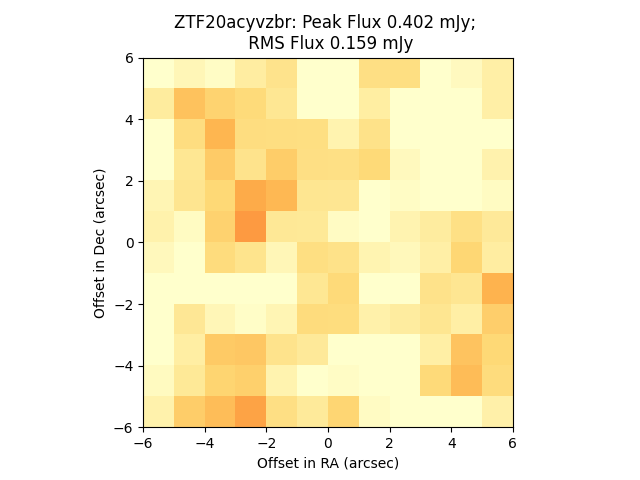 ZTF20acyvzbr: Peak Flux 0.402 mJy;
RMS Flux 0.159 mJy
6
4
2
0
−2
−4
−6
Offset in Dec (arcsec)
−6 −4 −2 0 2 4 6
Offset in RA (arcsec)